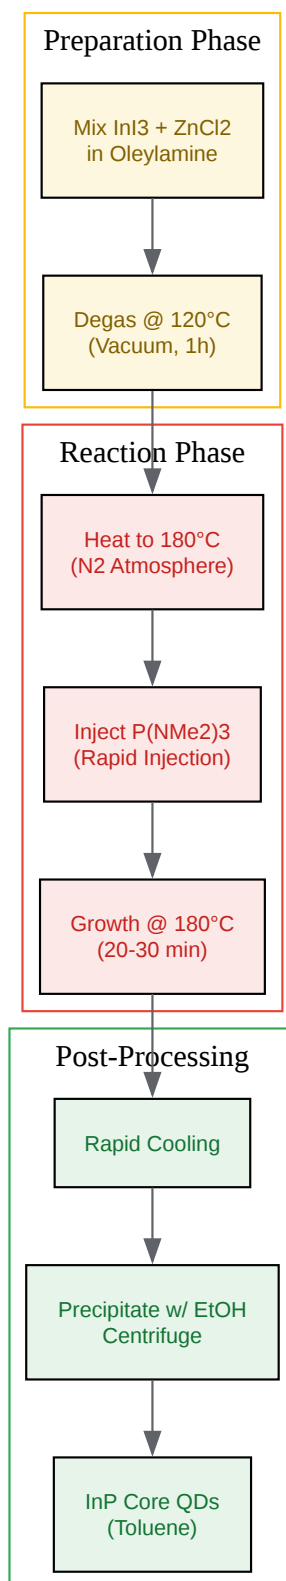 Preparation Phase
Mix InI3 + ZnCl2
in Oleylamine
Degas @ 120°C
(Vacuum, 1h)
Reaction Phase
Heat to 180°C
(N2 Atmosphere)
Inject P(NMe2)3
(Rapid Injection)
Growth @ 180°C
(20-30 min)
Post-Processing
Rapid Cooling
Precipitate w/ EtOH
Centrifuge
InP Core QDs
(Toluene)